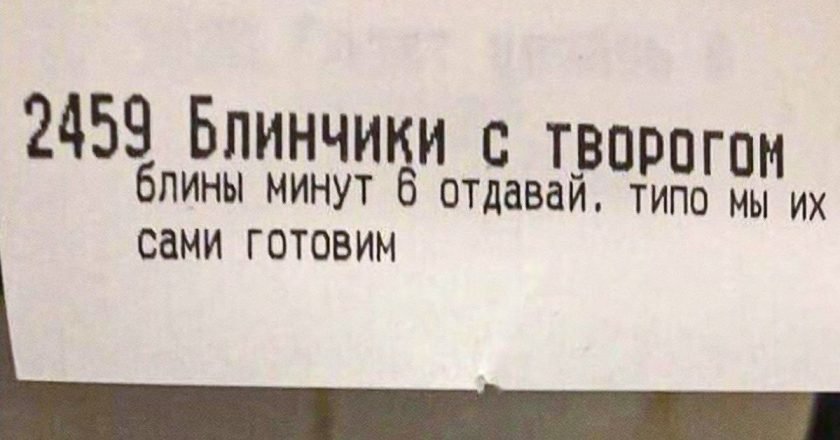 2459 Блинчики с творогом
блины минут 6 отдавай. типо мы их
сами готовим